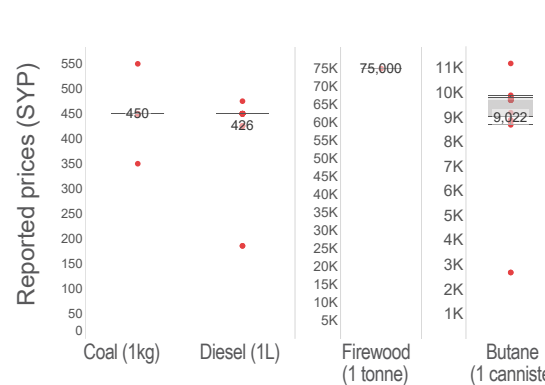 Reported prices (SYP)
550
500
450
400
350
300
250
200
150
100
50
0
450
426
Coal (1kg)
Diesel (1L)
75K
70K
65K
60K
55K
50K
45K
40K
35K
30K
25K
20K
15K
10K
5K
75,000
Firewood
(1 tonne)
11K
10K
9K
8K
7K
6K
5K
4K
3K
2K
1K
9,022
Butane
(1 canniste